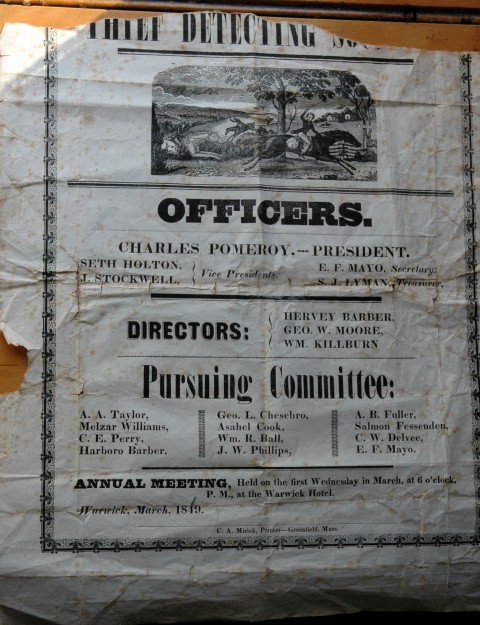 THIEF DETECTING
OFFICERS.
CHARLES POMEROY,---PRESIDENT.
SETH HOLTON,
J. STOCKWELL,
Vice Presidents.
E. F. MAYO, Secretary.
S. J. LYMAN, Treasurer.
DIRECTORS:
HERVEY BARBER,
GEO. W. MOORE,
WM. KILLBURN
Pursuing Committee:
A. A. Taylor,
Melzar Williams,
C. E. Perry,
Harboro Barber,
Geo. L. Chesebro,
Asahel Cook,
Wm. R. Ball,
J. W. Phillips,
A. B. Fuller,
Salmon Fessenden,
C. W. Delvee,
E. F. Mayo.
ANNUAL MEETING, Held on the first Wednesday in March, at 6 o'clock,
P. M., at the Warwick Hotel.
Warwick, March, 1849.
C. A. Mirick, Printer—Greenfield, Mass.